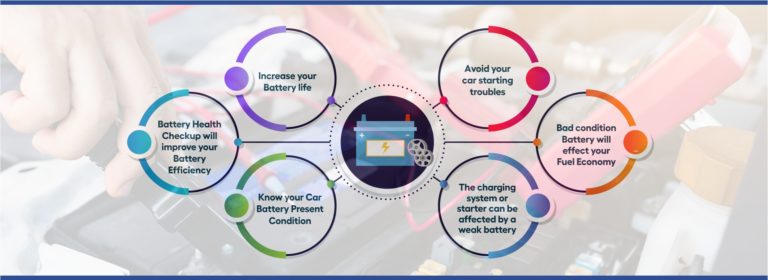 Increase your
Battery life
Battery Health
Checkup will
improve your
Battery
Efficiency
Know your Car
Battery Present
Condition
Avoid your
car starting
troubles
Bad condition
Battery will
effect your
Fuel Economy
The charging
system or
starter can be
affected by a
weak battery